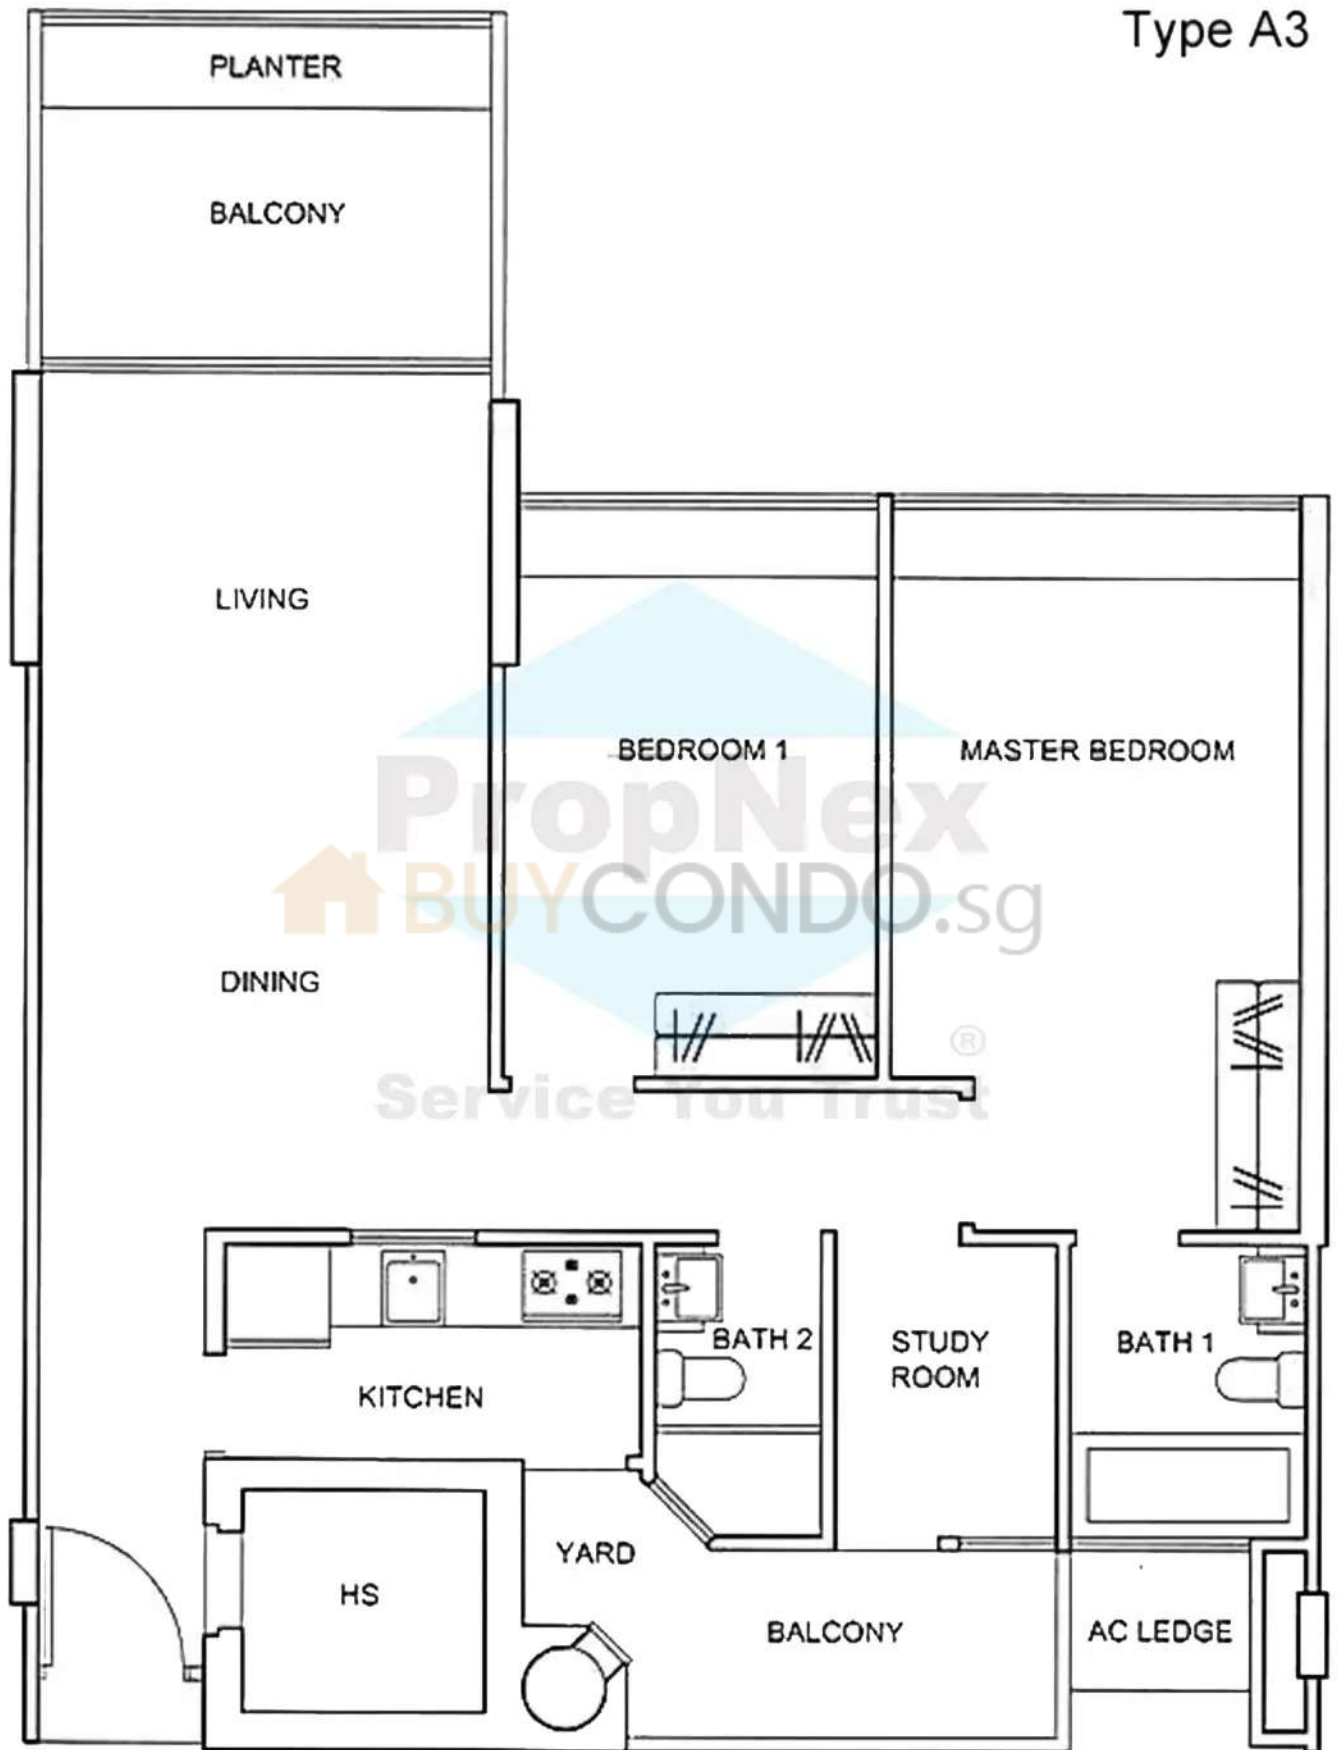 Type A3
PLANTER
BALCONY
LIVING
BEDROOM 1
MASTER BEDROOM
PropNex
BUYCONDO.sg
DINING
®
Service You Trust
BATH 2
STUDY
ROOM
BATH 1
KITCHEN
YARD
HS
BALCONY
AC LEDGE